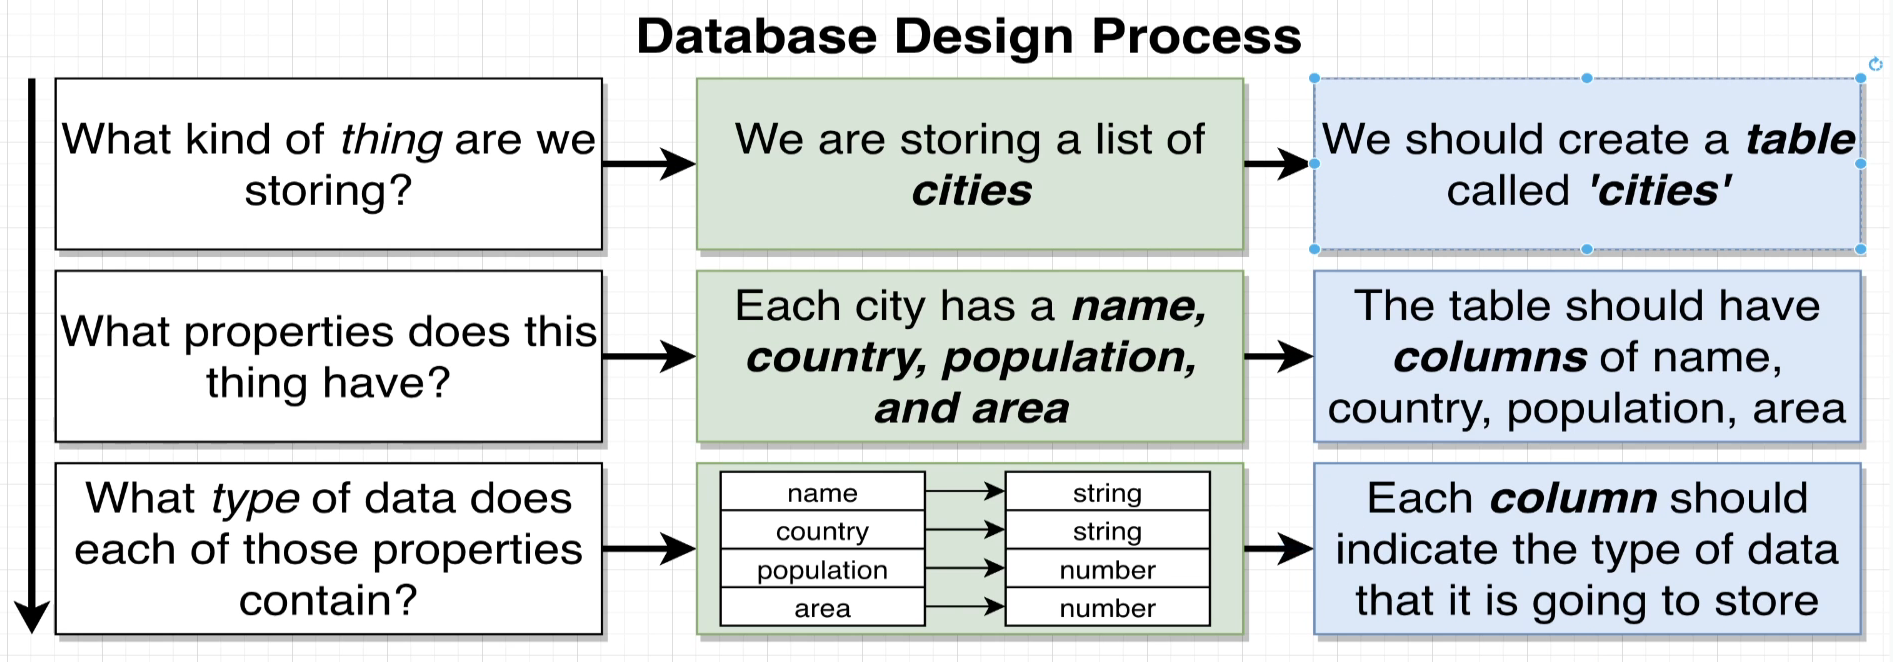 Database Design Process
What kind of thing are we
storing?
We are storing a list of
cities
We should create a table
called 'cities'
What properties does this
thing have?
Each city has a name,
country, population,
and area
The table should have
columns of name,
country, population, area
What type of data does
each of those properties
contain?
name
string
country
string
population
number
area
number
Each column should
indicate the type of data
that it is going to store